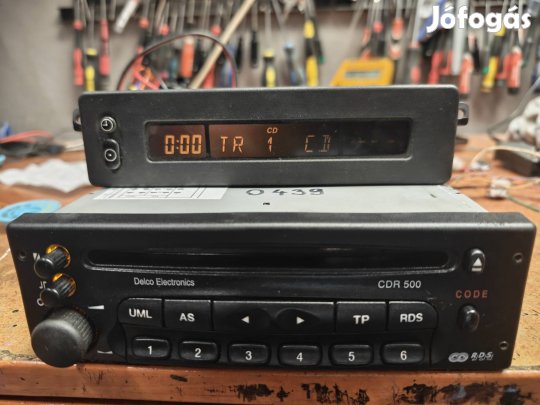 Jófogás
CD
0:00 TR 1 CD
0439
Delco Electronics CDR 500
CODE
UML AS ◄ ► TP RDS
1 2 3 4 5 6